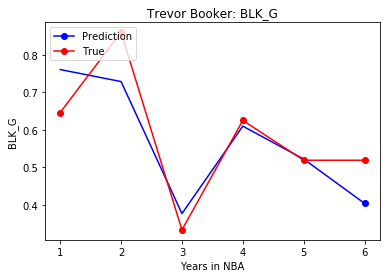 Trevor Booker: BLK_G
Prediction
True
0.8
0.7
0.6
0.5
0.4
BLK_G
1 2 3 4 5 6
Years in NBA